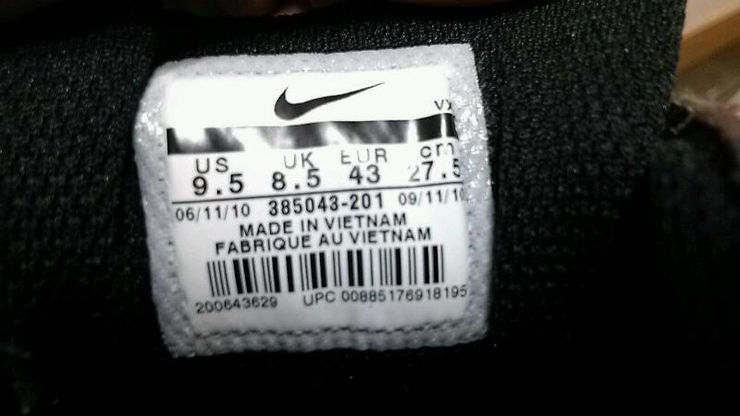 VX
US UK EUR cm
9.5 8.5 43 27.5
06/11/10 385043-201 09/11/10
MADE IN VIETNAM
FABRIQUE AU VIETNAM
200643629 UPC 00885176918195